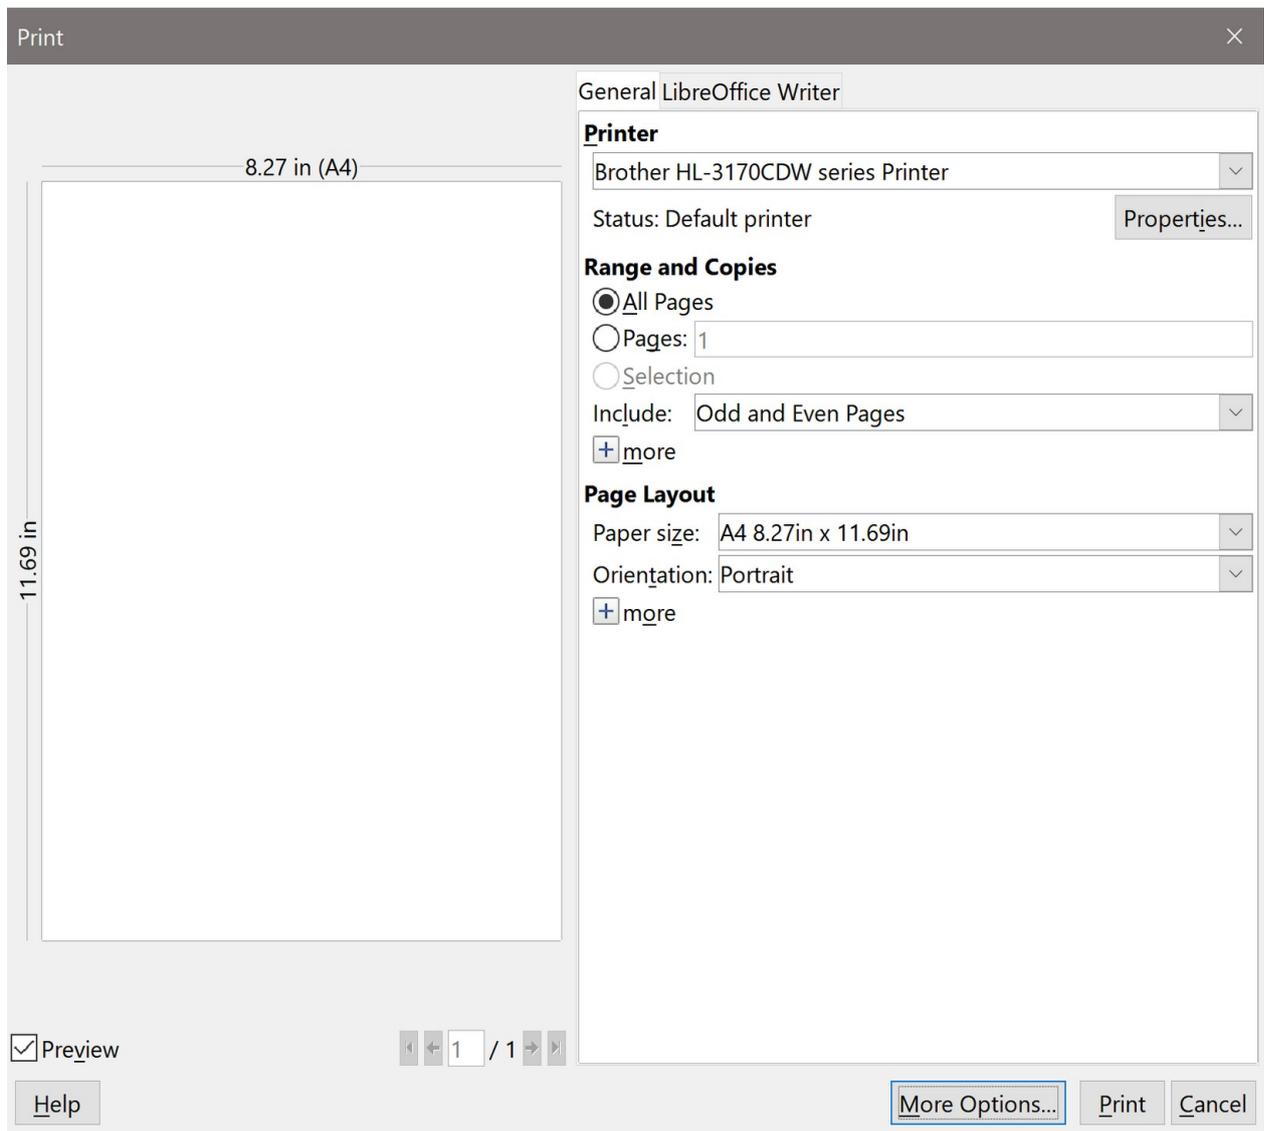 Print
General
LibreOffice Writer
8.27 in (A4)
11.69 in
Printer
Brother HL-3170CDW series Printer
Status: Default printer
Properties...
Range and Copies
All Pages
Pages: 1
Selection
Include: Odd and Even Pages
more
Page Layout
Paper size: A4 8.27in x 11.69in
Orientation: Portrait
more
Preview
1 / 1
Help
More Options...
Print
Cancel